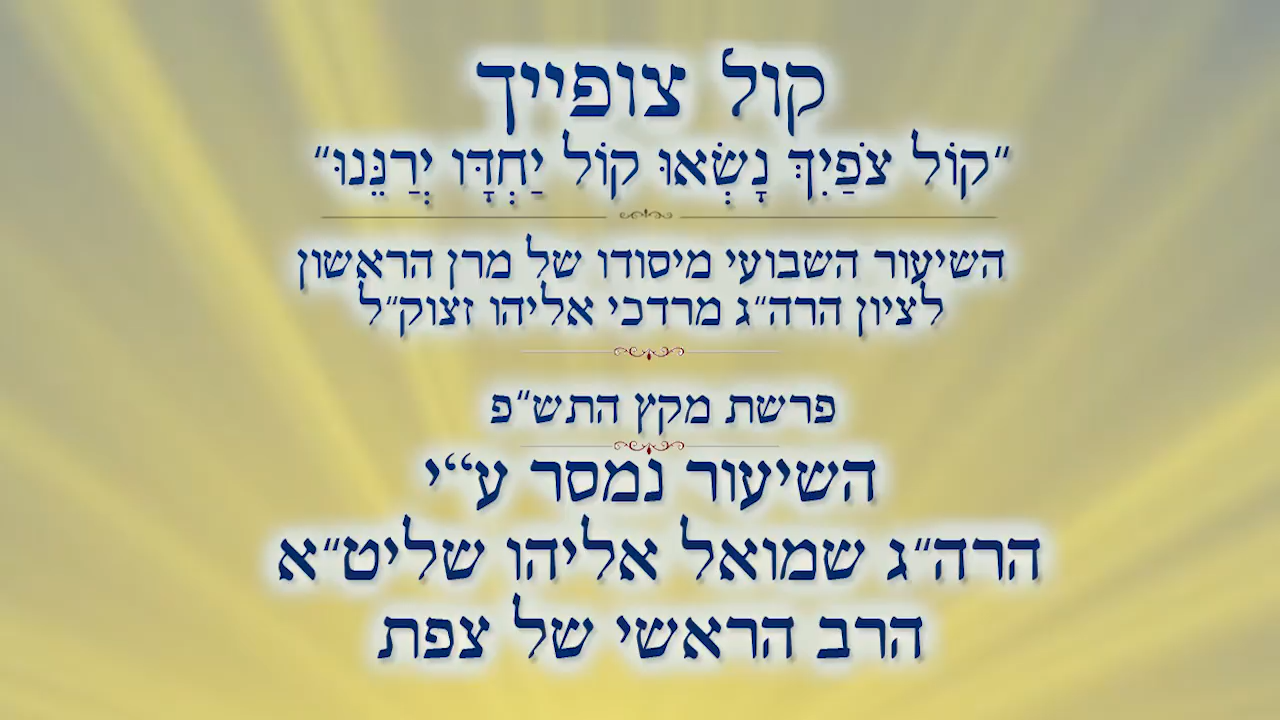 קול צופייך
"קוֹל צֹפַיִךְ נָשְׂאוּ קוֹל יַחְדָּו יְרַנֵּנוּ"
השיעור השבועי מיסודו של מרן הראשון
לציון הרה"ג מרדכי אליהו זצוק"ל
פרשת מקץ התש"פ
השיעור נמסר ע"י
הרה"ג שמואל אליהו שליט"א
הרב הראשי של צפת